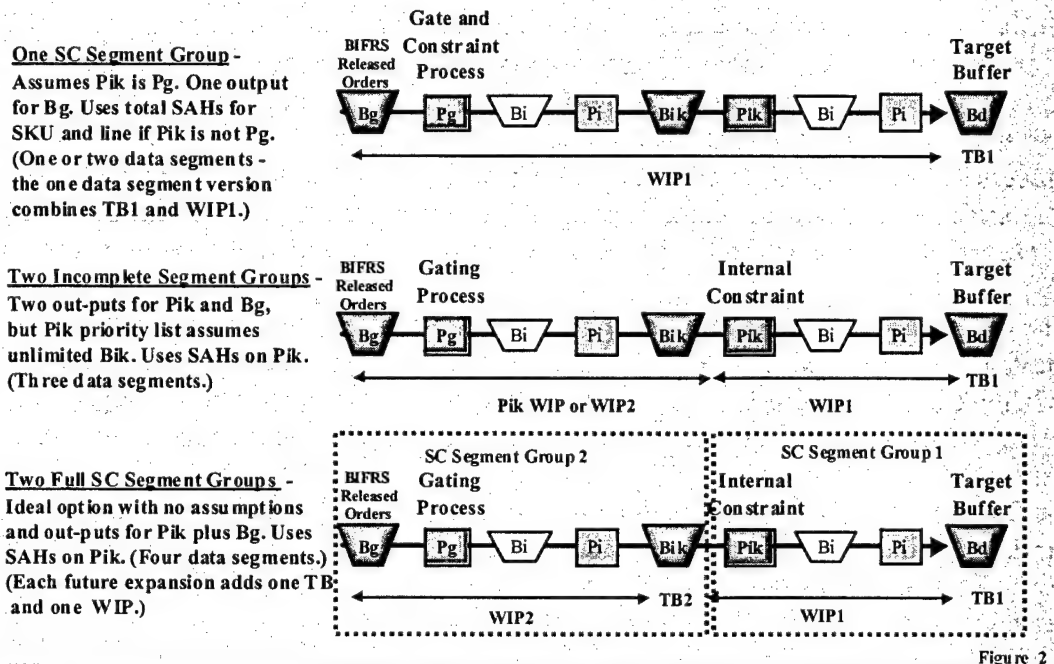 One SC Segment Group -
Assumes Pik is Pg. One output
for Bg. Uses total SAHs for
SKU and line if Pik is not Pg.
(One or two data segments -
the one data segment version
combines TB1 and WIP1.)
BIFRS
Released
Orders
Gate and
Constraint
Process
Target
Buffer
Bg
Pg
Bi
Pi
Bik
Pik
Bi
Pi
Bd
TB1
WIP1
Two Incomplete Segment Groups -
Two out-puts for Pik and Bg,
but Pik priority list assumes
unlimited Bik. Uses SAHs on Pik.
(Three data segments.)
BIFRS
Released
Orders
Gating
Process
Internal
Constraint
Target
Buffer
Bg
Pg
Bi
Pi
Bik
Pik
Bi
Pi
Bd
TB1
Pik WIP or WIP2
WIP1
Two Full SC Segment Groups -
Ideal option with no assumptions
and out-puts for Pik plus Bg. Uses
SAHs on Pik. (Four data segments.)
(Each future expansion adds one TB
and one WIP.)
SC Segment Group 2
SC Segment Group 1
BIFRS
Released
Orders
Gating
Process
Internal
Constraint
Target
Buffer
Bg
Pg
Bi
Pi
Bik
Pik
Bi
Pi
Bd
WIP2
TB2
WIP1
TB1
Figure 2